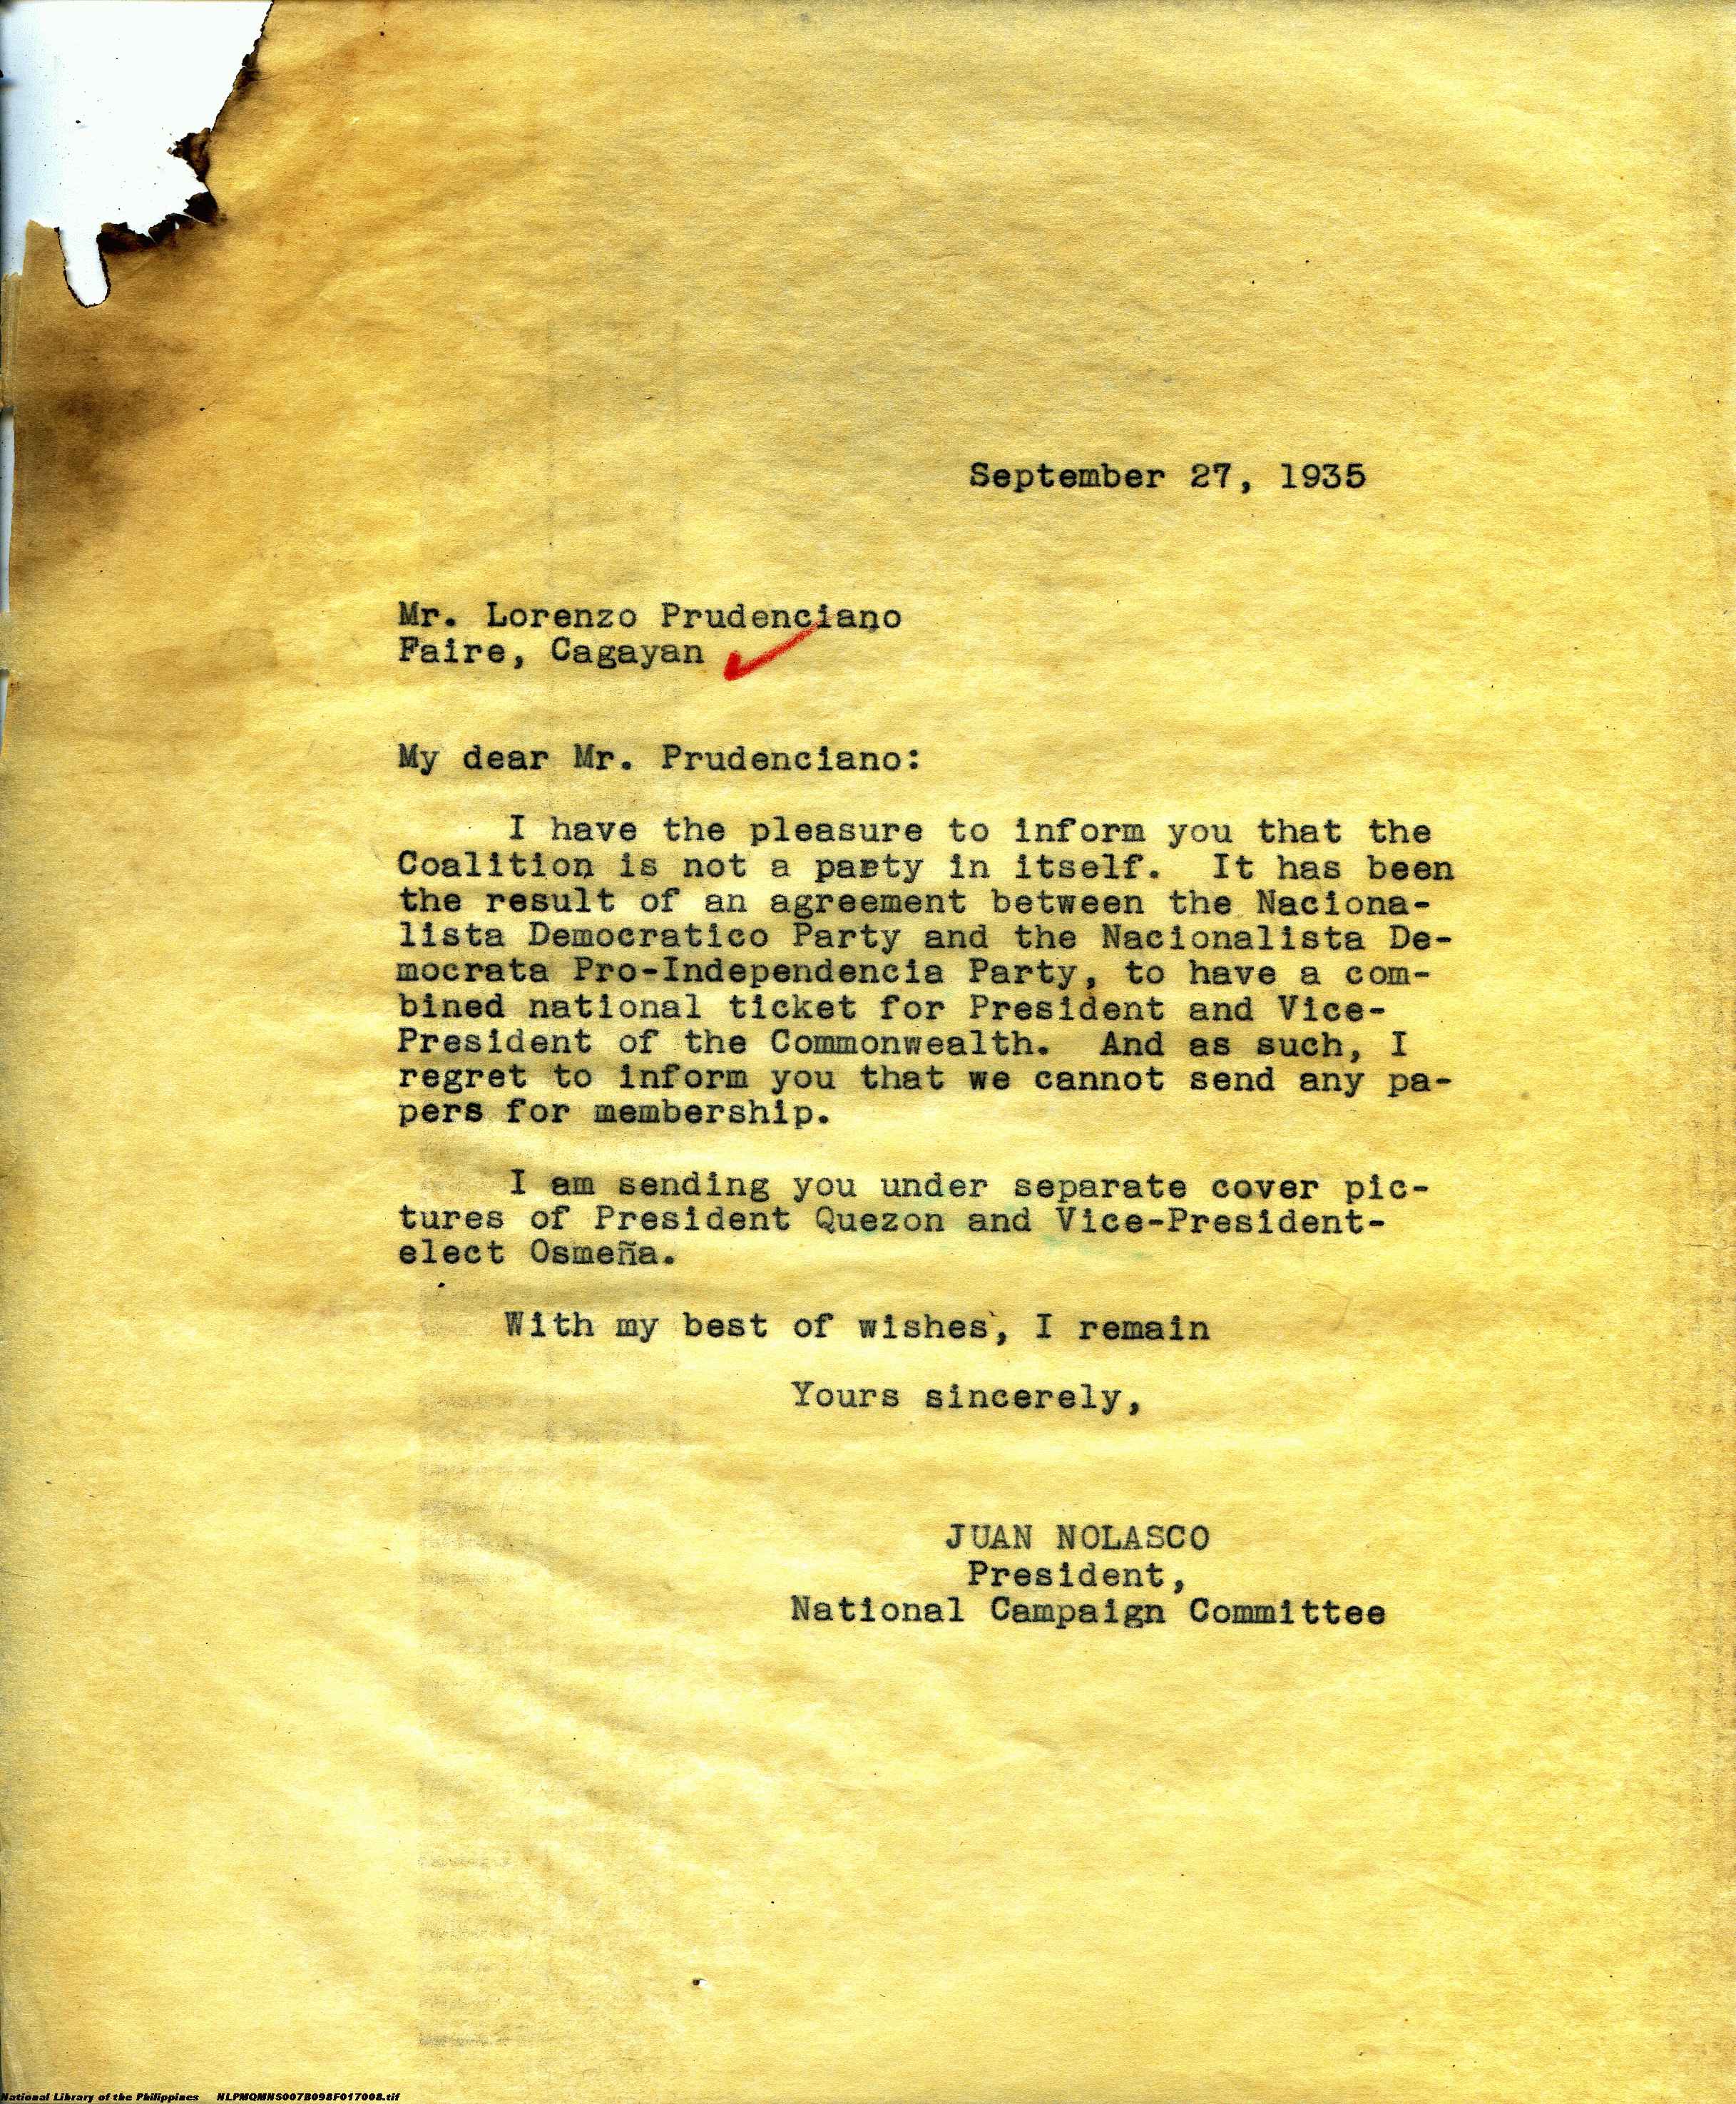 September 27, 1935
Mr. Lorenzo Prudenciano
Faire, Cagayan
My dear Mr. Prudenciano:
I have the pleasure to inform you that the
Coalition is not a party in itself. It has been
the result of an agreement between the Naciona-
lista Democratico Party and the Nacionalista De-
mocrata Pro-Independencia Party, to have a com-
bined national ticket for President and Vice-
President of the Commonwealth. And as such, I
regret to inform you that we cannot send any pa-
pers for membership.
I am sending you under separate cover pic-
tures of President Quezon and Vice-President-
elect Osmeña.
With my best of wishes, I remain
Yours sincerely,
JUAN NOLASCO
President,
National Campaign Committee
National Library of the Philippines NLPMQMNS007B098F017008.tif